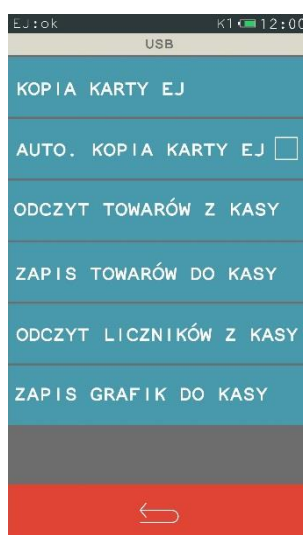 EJ:ok K1 12:00
USB
KOPIA KARTY EJ
AUTO. KOPIA KARTY EJ
ODCZYT TOWARÓW Z KASY
ZAPIS TOWARÓW DO KASY
ODCZYT LICZNIKÓW Z KASY
ZAPIS GRAFIK DO KASY